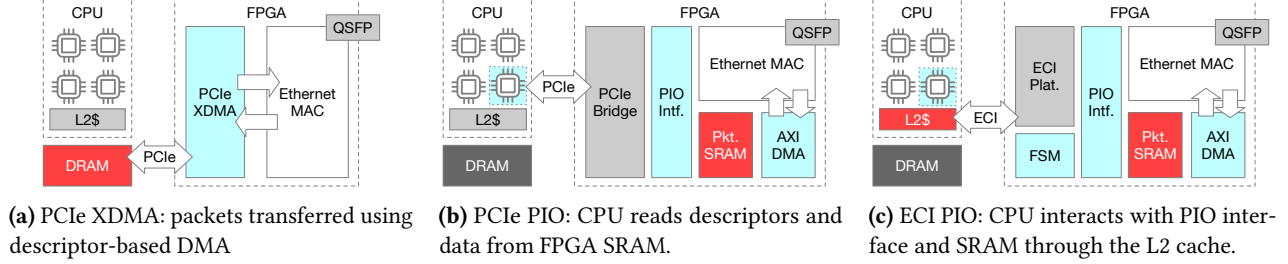 CPU
FPGA
QSFP
PCIe
XDMA
Ethernet
MAC
L2$
DRAM
PCIe
(a) PCIe XDMA: packets transferred using
descriptor-based DMA
CPU
FPGA
QSFP
Ethernet MAC
PCIe
PCIe
Bridge
PIO
Intf.
L2$
Pkt.
SRAM
AXI
DMA
DRAM
(b) PCIe PIO: CPU reads descriptors and
data from FPGA SRAM.
CPU
FPGA
QSFP
Ethernet MAC
ECI
Plat.
PIO
Intf.
L2$
ECI
Pkt.
SRAM
AXI
DMA
FSM
DRAM
(c) ECI PIO: CPU interacts with PIO inter-
face and SRAM through the L2 cache.